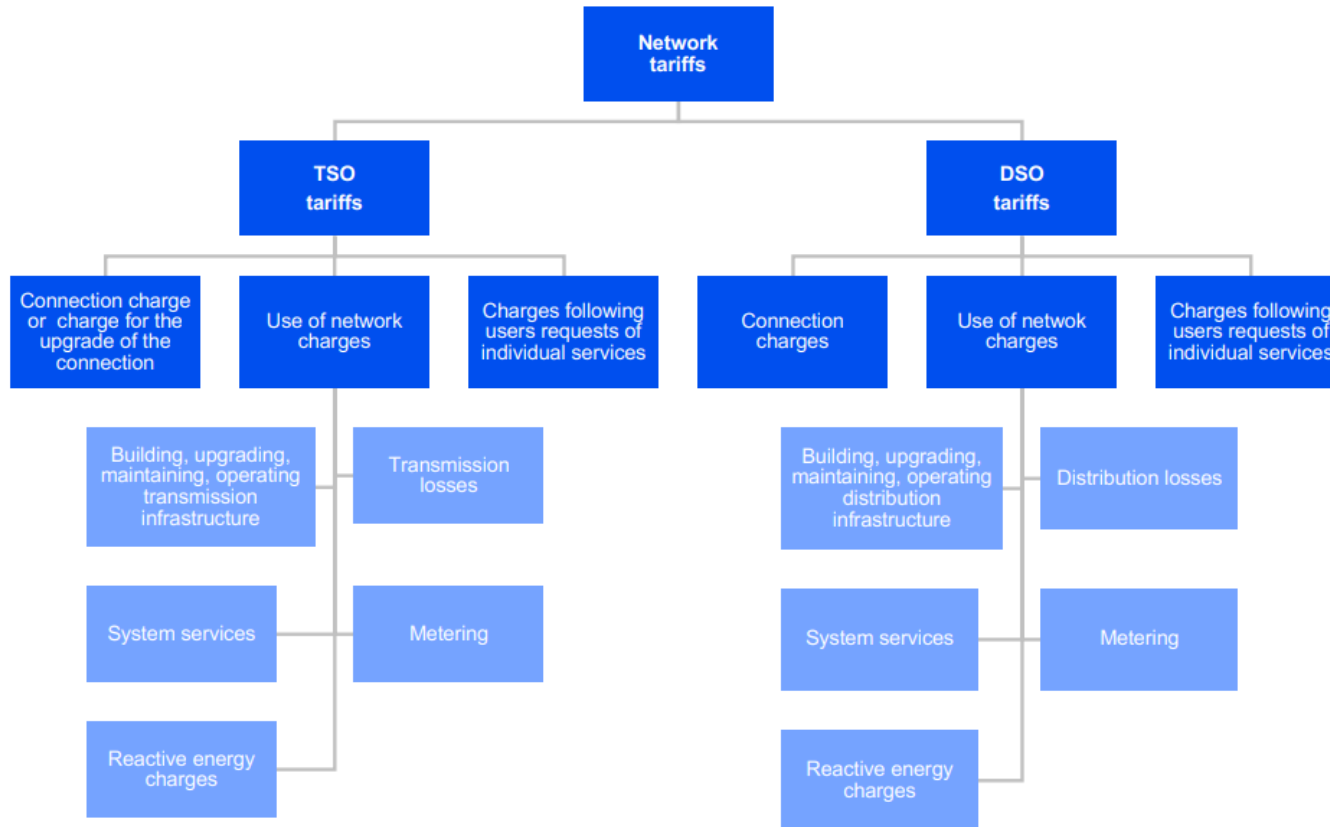 Network
tariffs
TSO
tariffs
DSO
tariffs
Connection charge
or charge for the
upgrade of the
connection
Use of network
charges
Charges following
users requests of
individual services
Connection
charges
Use of netwok
charges
Charges following
users requests of
individual services
Building, upgrading,
maintaining, operating
transmission
infrastructure
Transmission
losses
Building, upgrading,
maintaining, operating
distribution
infrastructure
Distribution losses
System services
Metering
System services
Metering
Reactive energy
charges
Reactive energy
charges